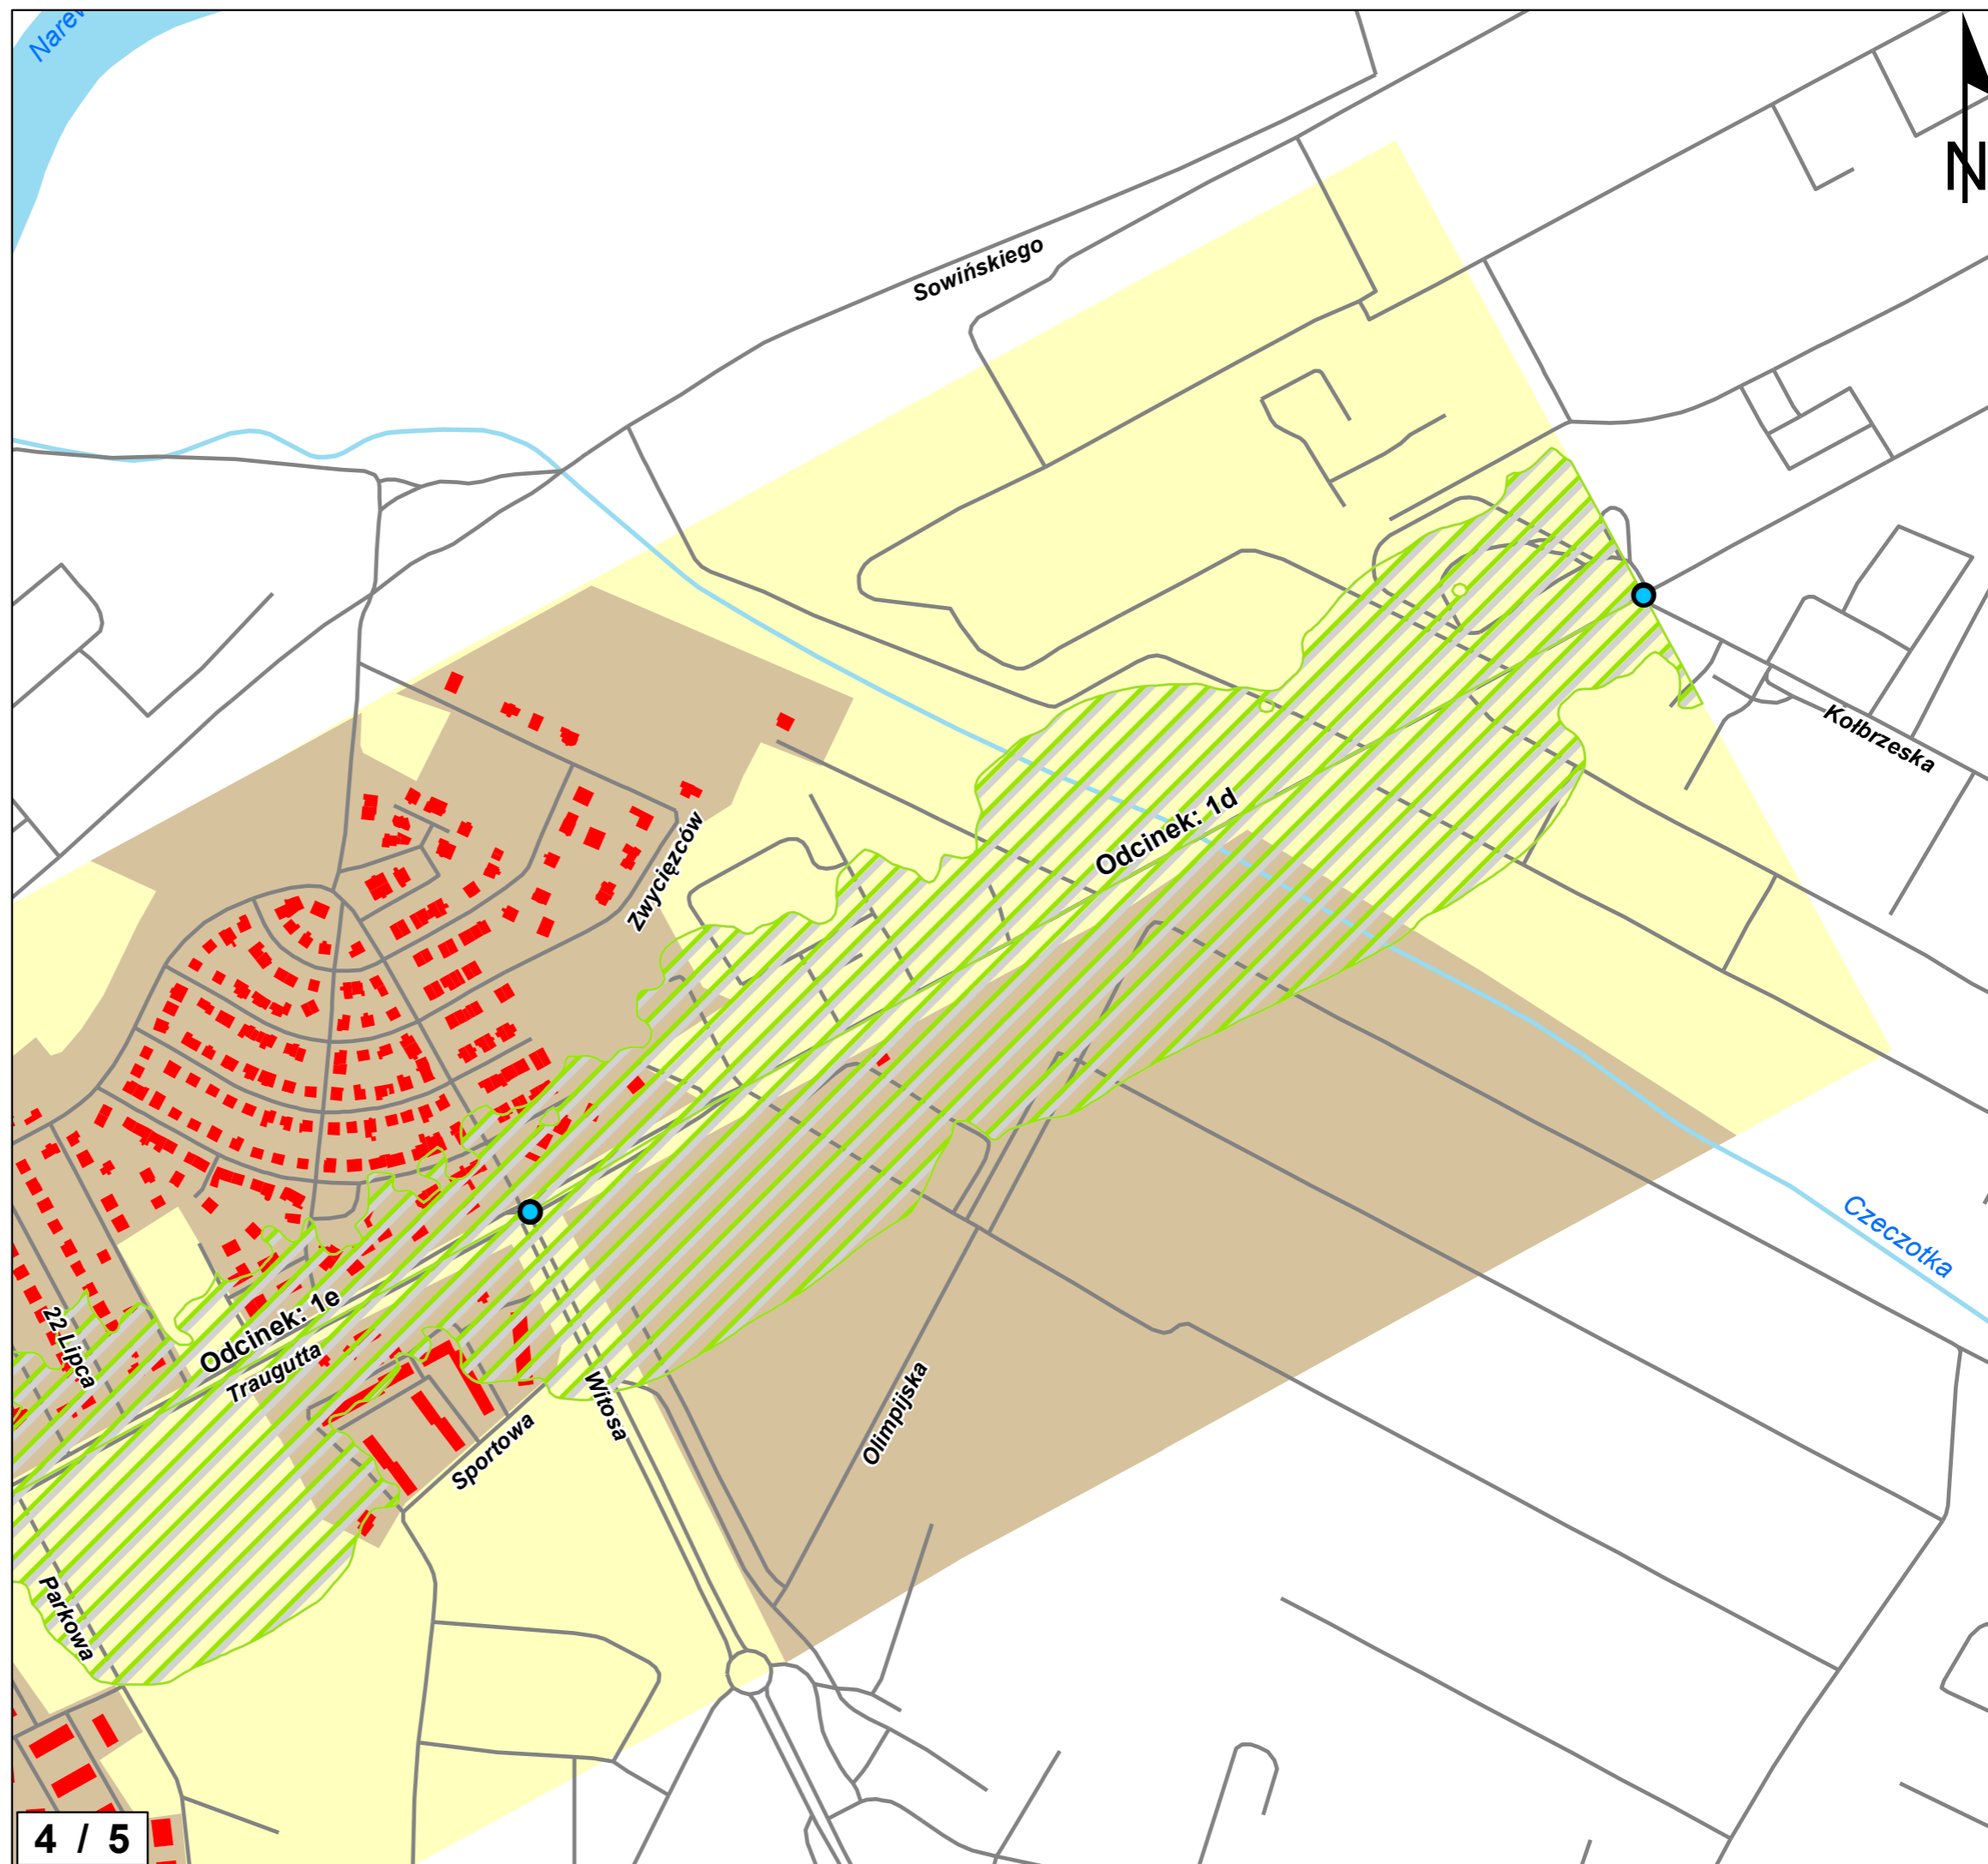 Narew
N
Sowińskiego
Kołbrzeska
Odcinek: 1d
Zwycięzców
Czeczotka
Odcinek: 1e
22 Lipca
Traugutta
Witosa
Olimpijska
Sportowa
Parkowa
4 / 5